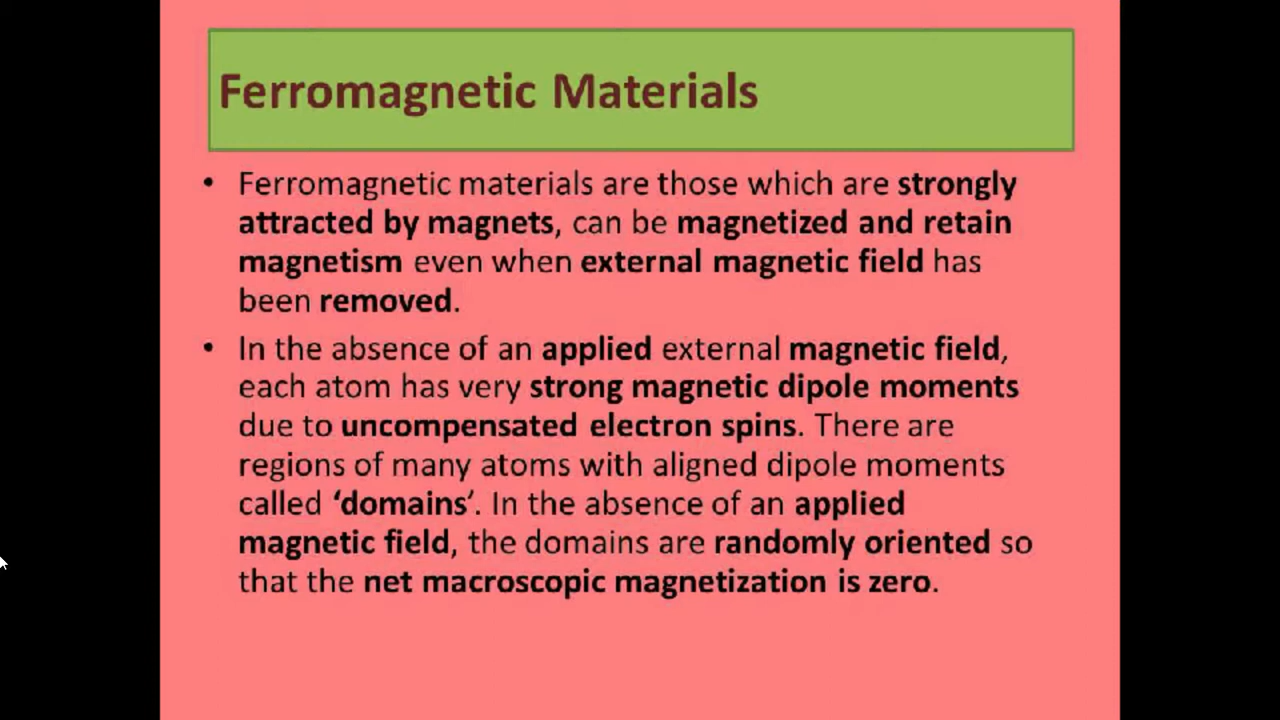 Ferromagnetic Materials
• Ferromagnetic materials are those which are strongly
attracted by magnets, can be magnetized and retain
magnetism even when external magnetic field has
been removed.
• In the absence of an applied external magnetic field,
each atom has very strong magnetic dipole moments
due to uncompensated electron spins. There are
regions of many atoms with aligned dipole moments
called ‘domains’. In the absence of an applied
magnetic field, the domains are randomly oriented so
that the net macroscopic magnetization is zero.